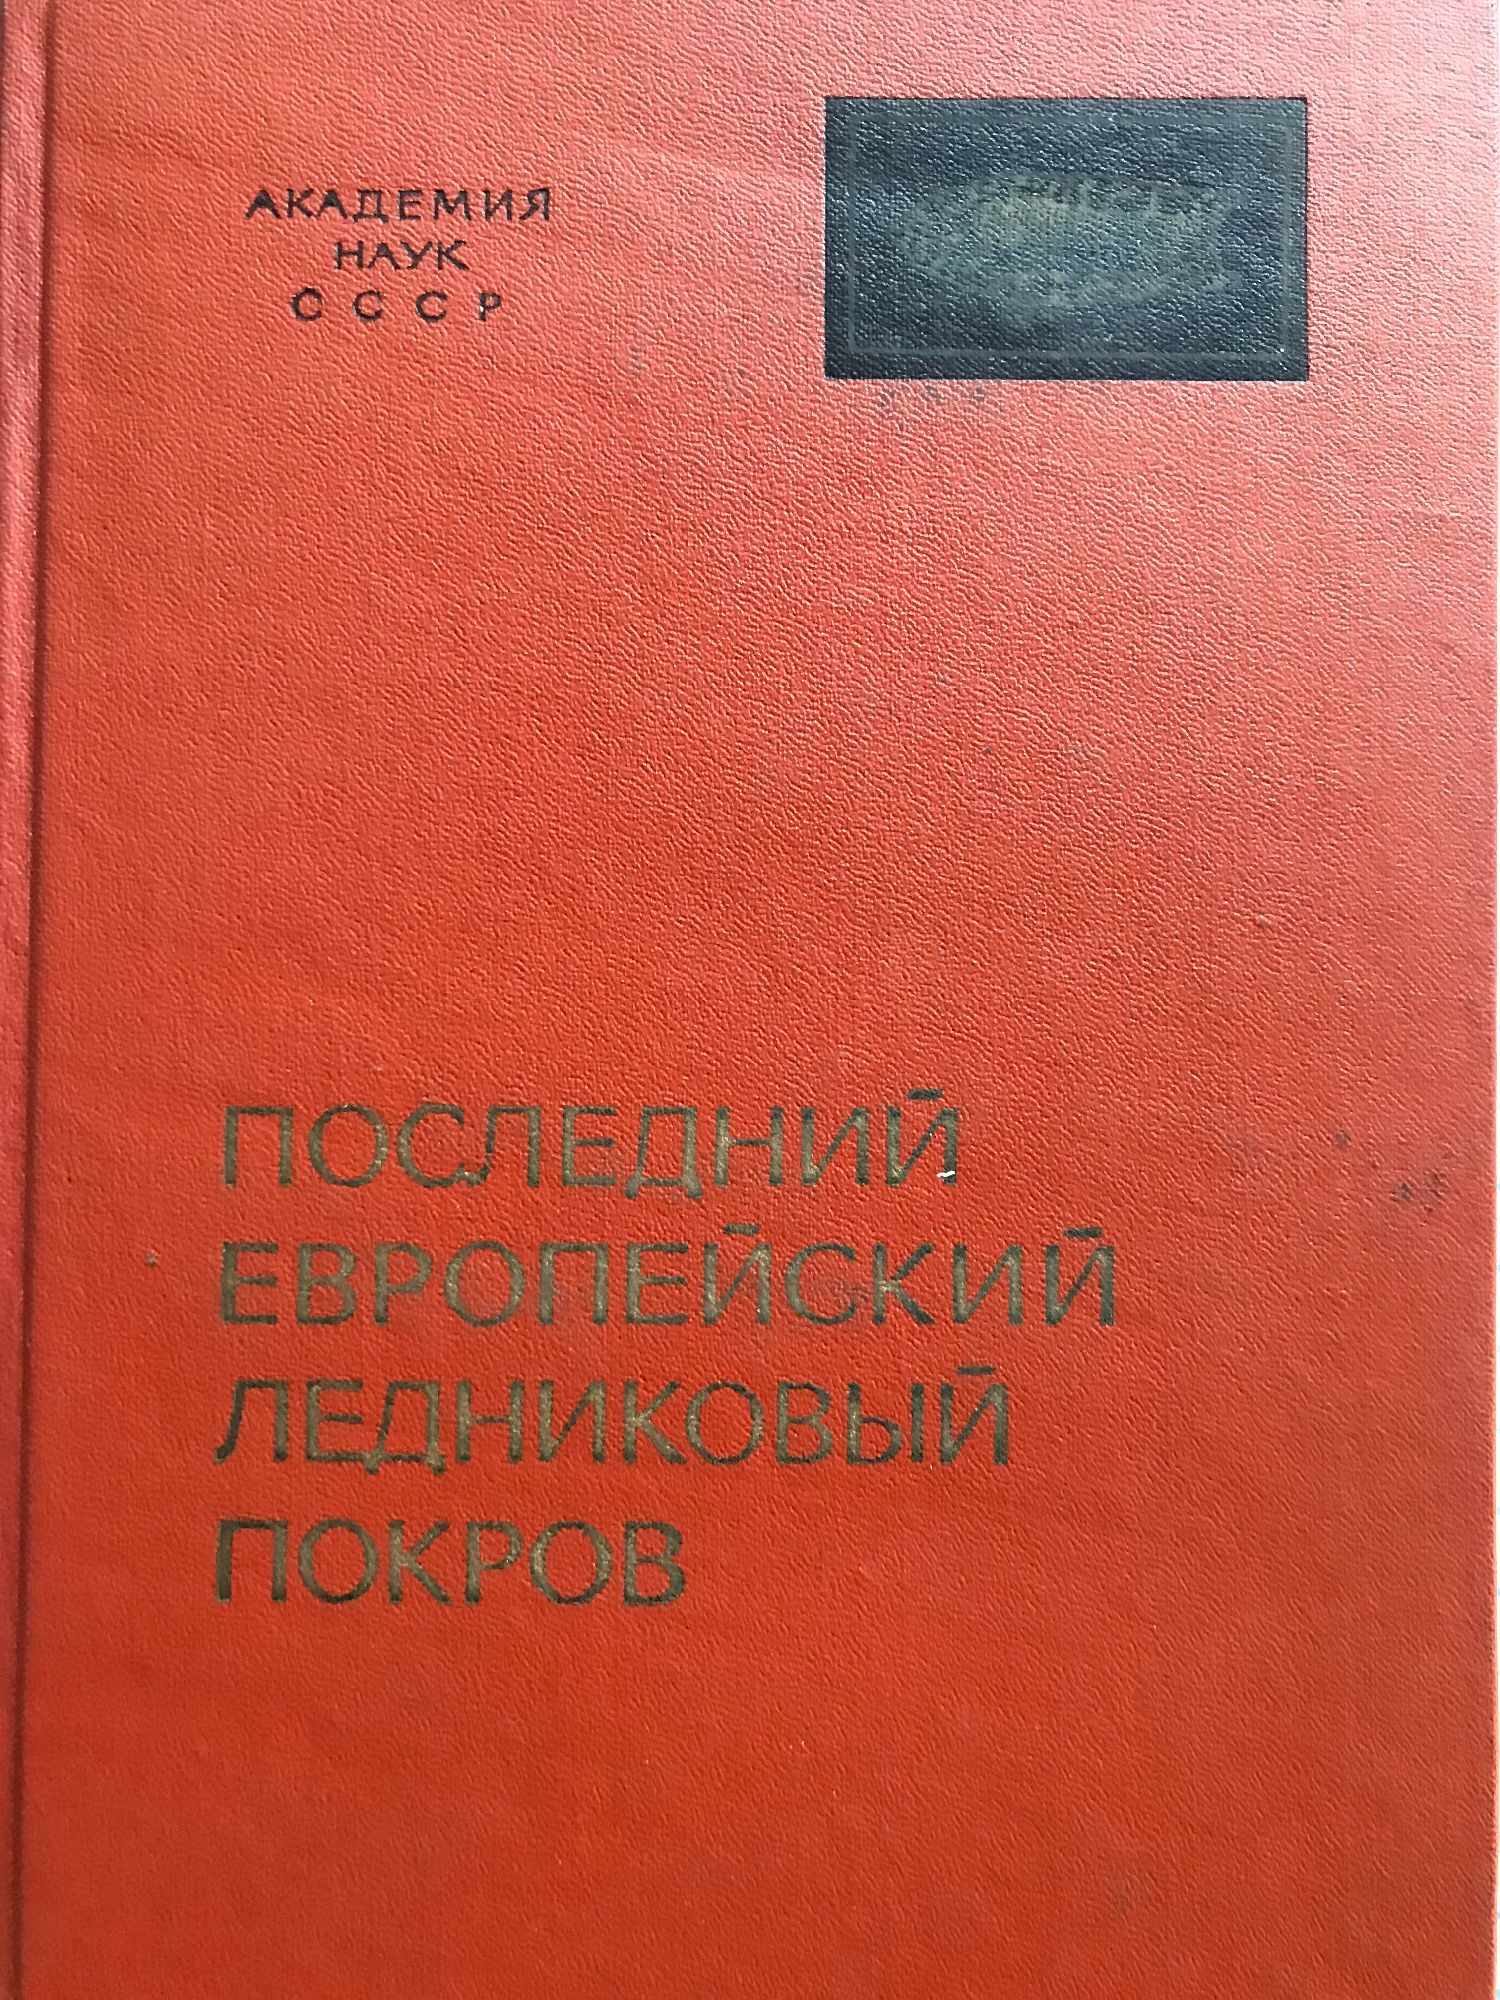 АКАДЕМИЯ
НАУК
СССР
ПОСЛЕДНИЙ
ЕВРОПЕЙСКИЙ
ЛЕДНИКОВЫЙ
ПОКРОВ